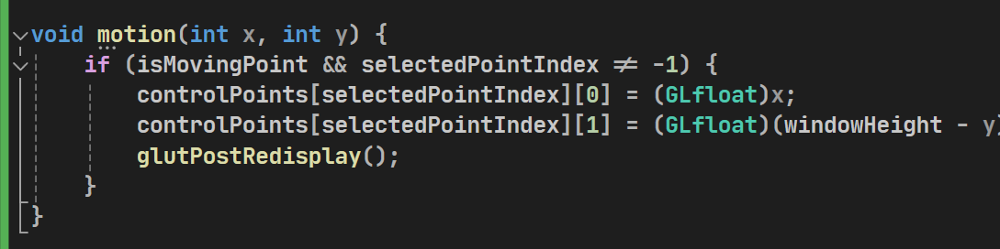 void motion(int x, int y) {
if (isMovingPoint && selectedPointIndex ≠ -1) {
controlPoints[selectedPointIndex][0] = (GLfloat)x;
controlPoints[selectedPointIndex][1] = (GLfloat)(windowHeight - y)
glutPostRedisplay();
}
}